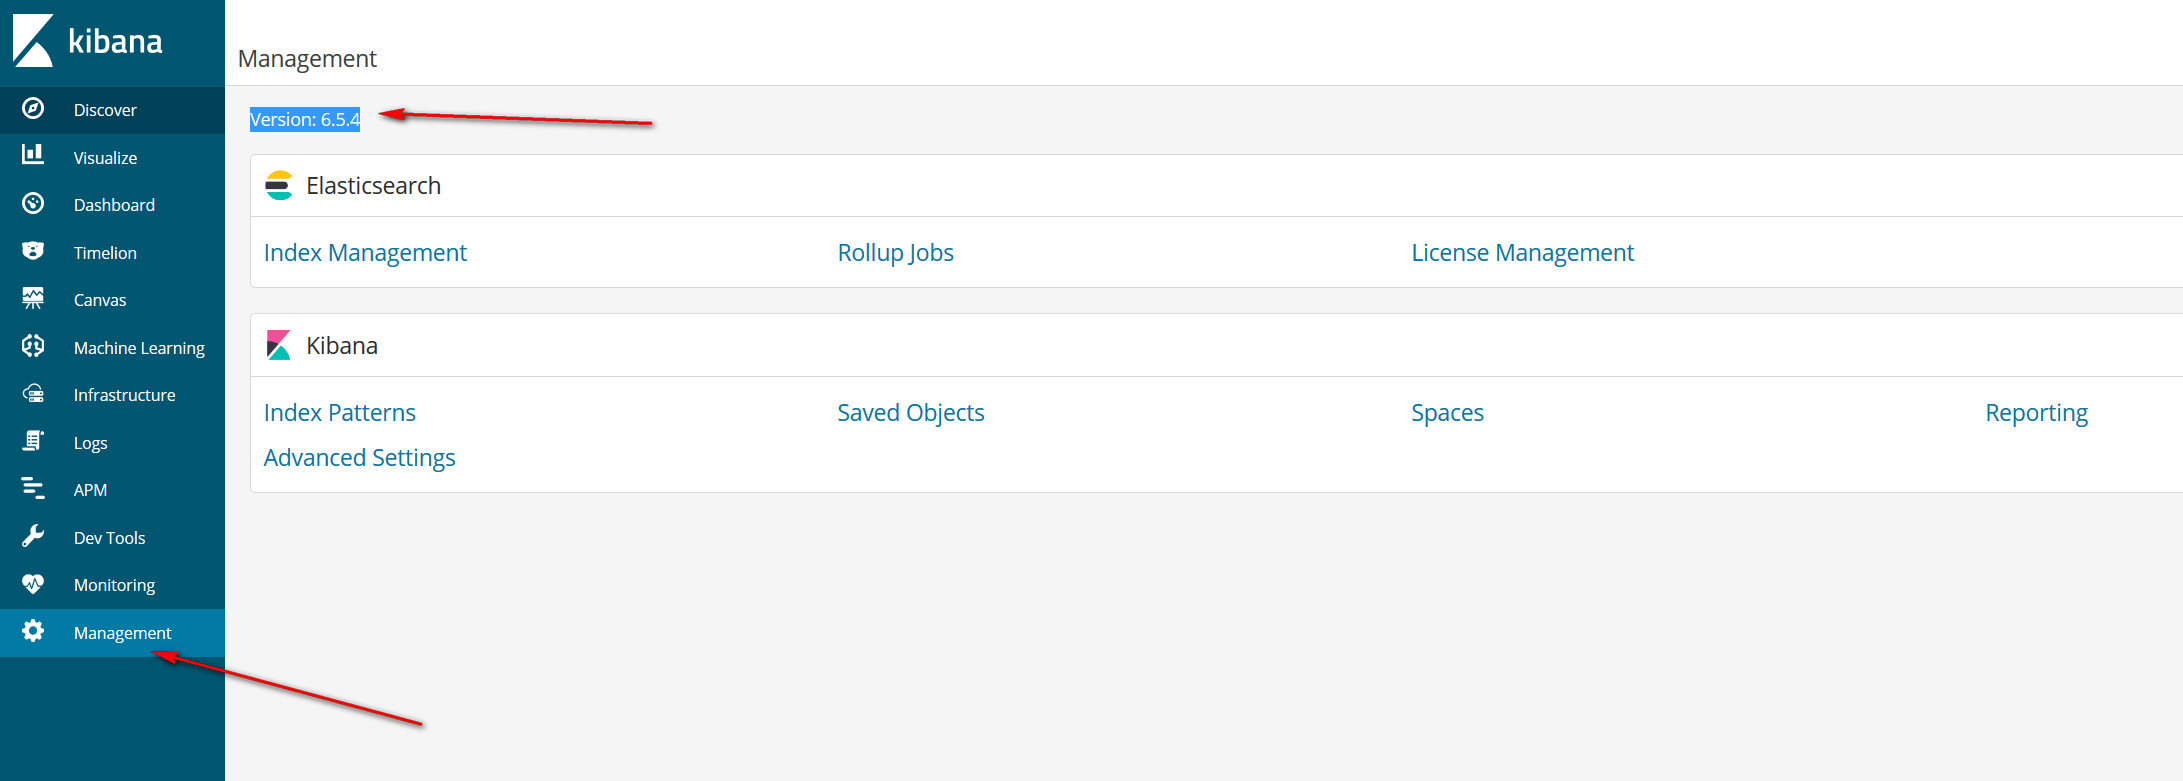 kibana
Discover
Visualize
Dashboard
Timelion
Canvas
Machine Learning
Infrastructure
Logs
APM
Dev Tools
Monitoring
Management
Management
Version: 6.5.4
Elasticsearch
Index Management Rollup Jobs License Management
Kibana
Index Patterns Saved Objects Spaces Reporting
Advanced Settings